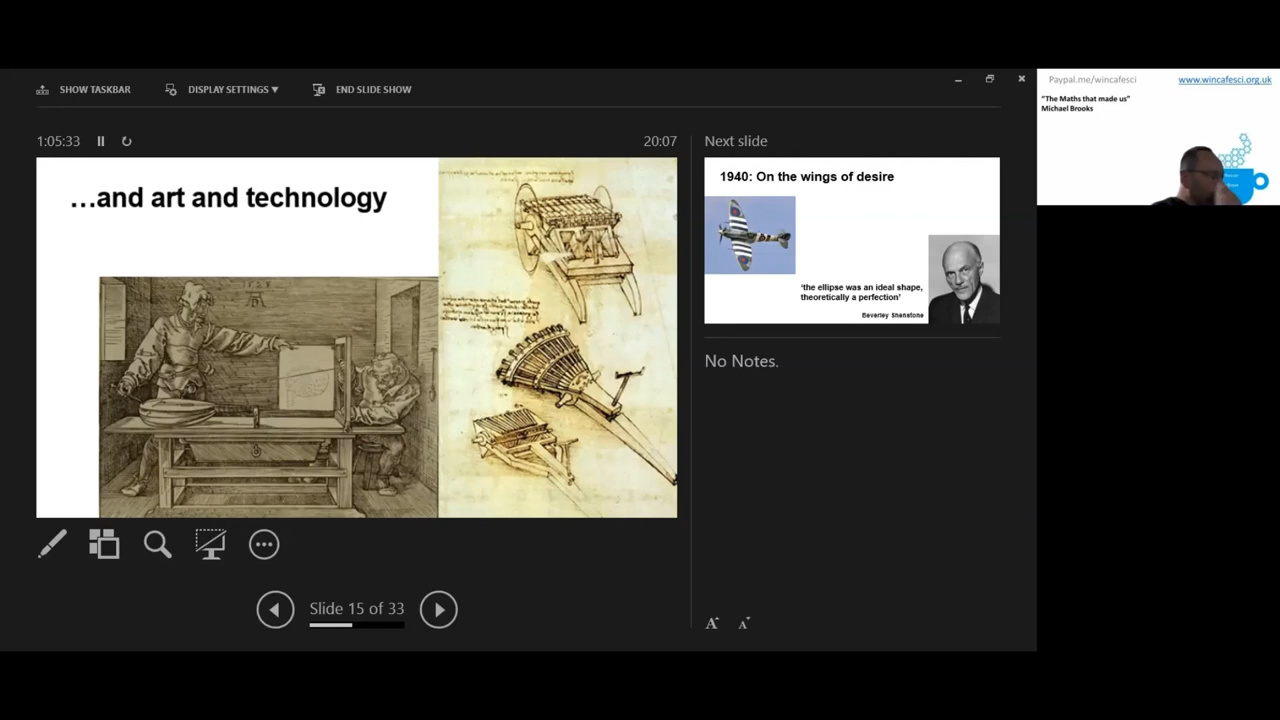 SHOW TASKBAR
DISPLAY SETTINGS ▼
END SLIDE SHOW
1:05:33
20:07
…and art and technology
Slide 15 of 33
Next slide
1940: On the wings of desire
‘the ellipse was an ideal shape,
theoretically a perfection’
Beverley Shenstone
No Notes.
Paypal.me/wincafesci
www.wincafesci.org.uk
"The Maths that made us"
Michael Brooks